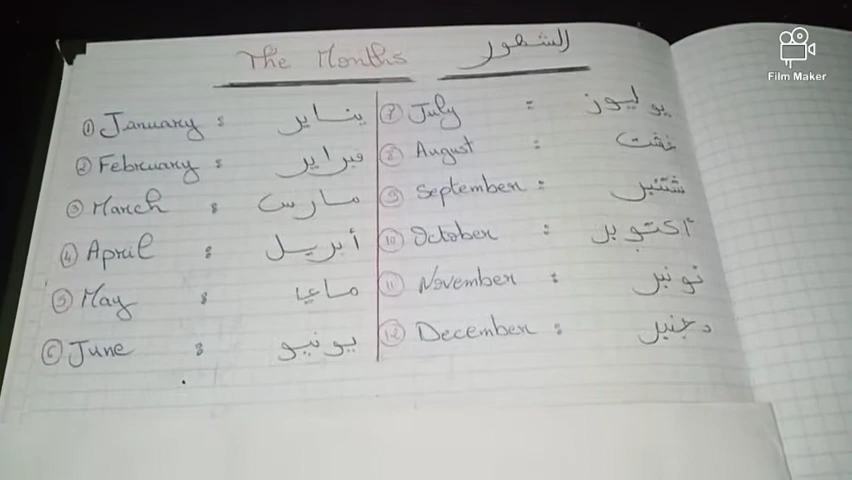 The Months الشهور
① January : يناير
② February : فبراير
③ March : مارس
④ April : أبريل
⑤ May : ماي
⑥ June : يونيو
⑦ July : يوليوز
⑧ August : غشت
⑨ September : شتنبر
⑩ October : أكتوبر
⑪ November : نونبر
⑫ December : دجنبر
Film Maker